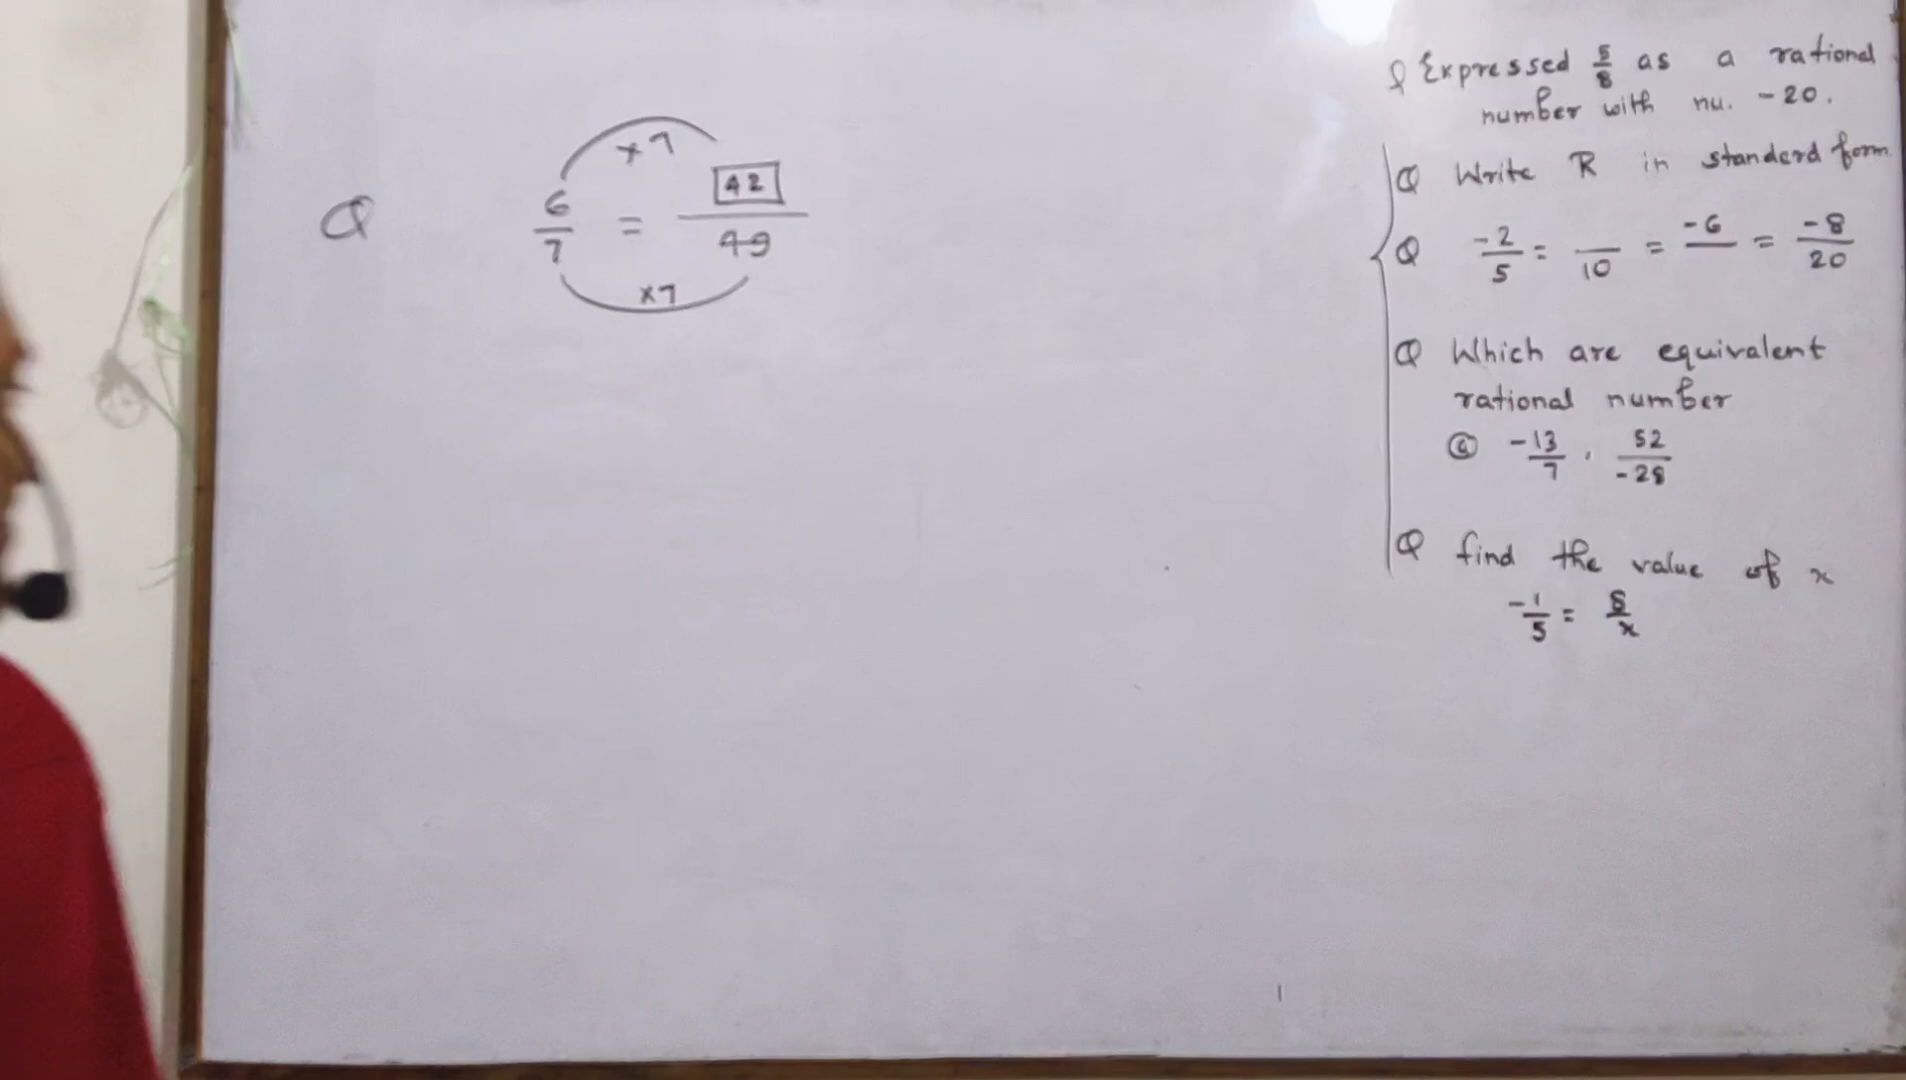 Q 6/7 = 42/49
×7
×7
Q Expressed 5/8 as a rational
number with nu. -20.
Q Write R in standerd form
Q -2/5 = __/10 = -6/__ = -8/20
Q Which are equivalent
rational number
@ -13/7 , 52/-28
Q find the value of x
-1/5 = 8/x